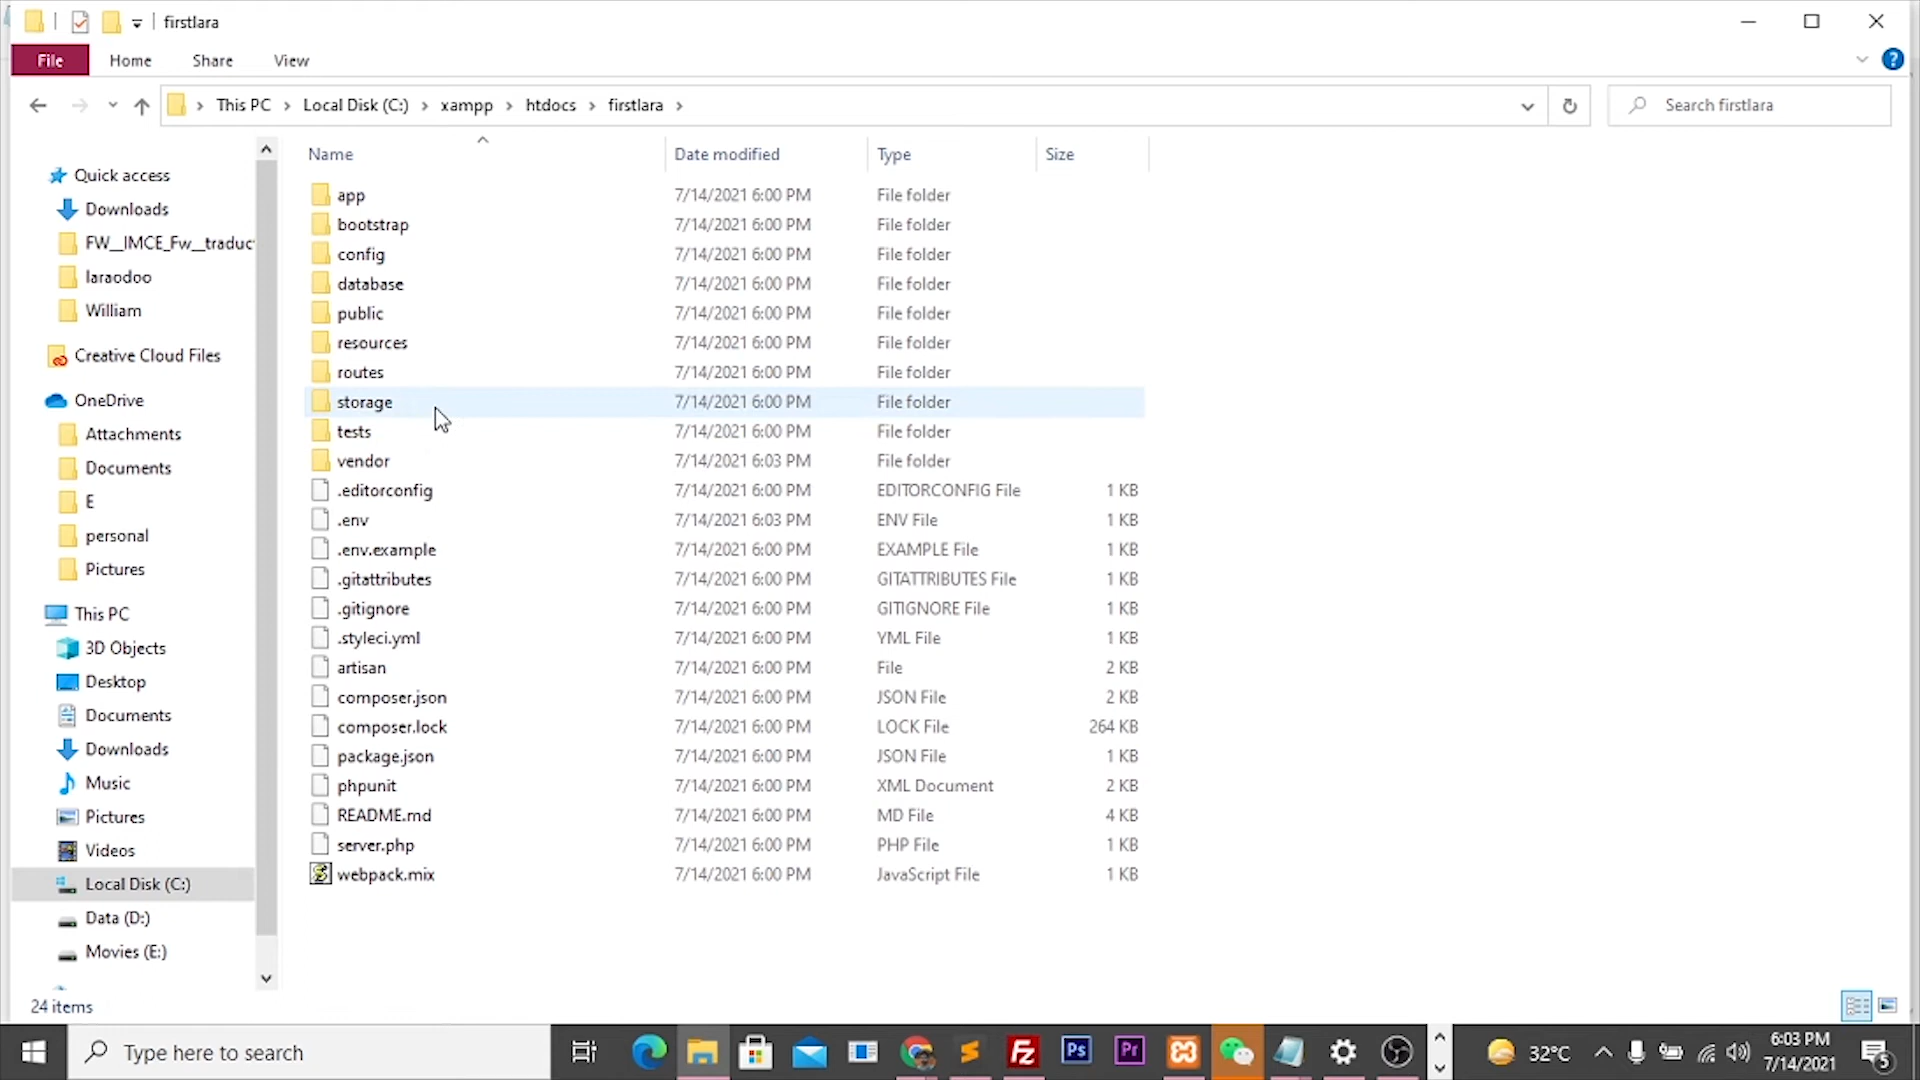 firstlara
File Home Share View
This PC Local Disk (C:) xampp htdocs firstlara Search firstlara
Name Date modified Type Size
Quick access
Downloads
FW__IMCE_Fw__traduc
laraodoo
William
Creative Cloud Files
OneDrive
Attachments
Documents
E
personal
Pictures
This PC
3D Objects
Desktop
Documents
Downloads
Music
Pictures
Videos
Local Disk (C:)
Data (D:)
Movies (E:)
app 7/14/2021 6:00 PM File folder
bootstrap 7/14/2021 6:00 PM File folder
config 7/14/2021 6:00 PM File folder
database 7/14/2021 6:00 PM File folder
public 7/14/2021 6:00 PM File folder
resources 7/14/2021 6:00 PM File folder
routes 7/14/2021 6:00 PM File folder
storage 7/14/2021 6:00 PM File folder
tests 7/14/2021 6:00 PM File folder
vendor 7/14/2021 6:03 PM File folder
.editorconfig 7/14/2021 6:00 PM EDITORCONFIG File 1 KB
.env 7/14/2021 6:03 PM ENV File 1 KB
.env.example 7/14/2021 6:00 PM EXAMPLE File 1 KB
.gitattributes 7/14/2021 6:00 PM GITATTRIBUTES File 1 KB
.gitignore 7/14/2021 6:00 PM GITIGNORE File 1 KB
.styleci.yml 7/14/2021 6:00 PM YML File 1 KB
artisan 7/14/2021 6:00 PM File 2 KB
composer.json 7/14/2021 6:00 PM JSON File 2 KB
composer.lock 7/14/2021 6:00 PM LOCK File 264 KB
package.json 7/14/2021 6:00 PM JSON File 1 KB
phpunit 7/14/2021 6:00 PM XML Document 2 KB
README.md 7/14/2021 6:00 PM MD File 4 KB
server.php 7/14/2021 6:00 PM PHP File 1 KB
webpack.mix 7/14/2021 6:00 PM JavaScript File 1 KB
24 items
Type here to search
Fz Ps Pr
32°C
6:03 PM
7/14/2021
5